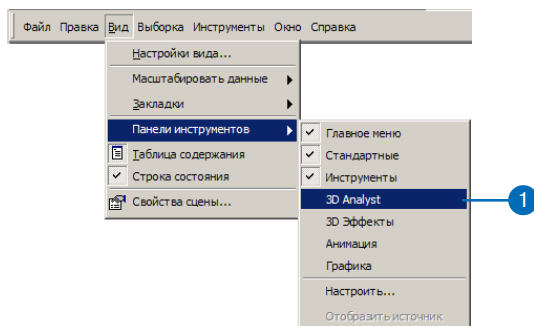 Файл Правка Вид Выборка Инструменты Окно Справка
Настройки вида...
Масштабировать данные
Закладки
Панели инструментов
Таблица содержания
Строка состояния
Свойства сцены...
Главное меню
Стандартные
Инструменты
3D Analyst
3D Эффекты
Анимация
Графика
Настроить...
Отобразить источник
1